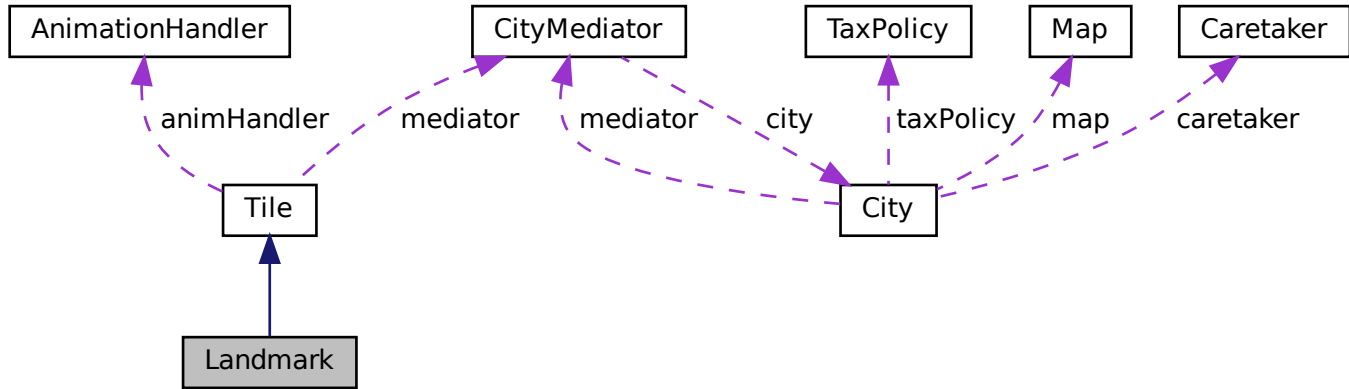 AnimationHandler
CityMediator
TaxPolicy
Map
Caretaker
animHandler
mediator
mediator
city
taxPolicy
map
caretaker
Tile
City
Landmark